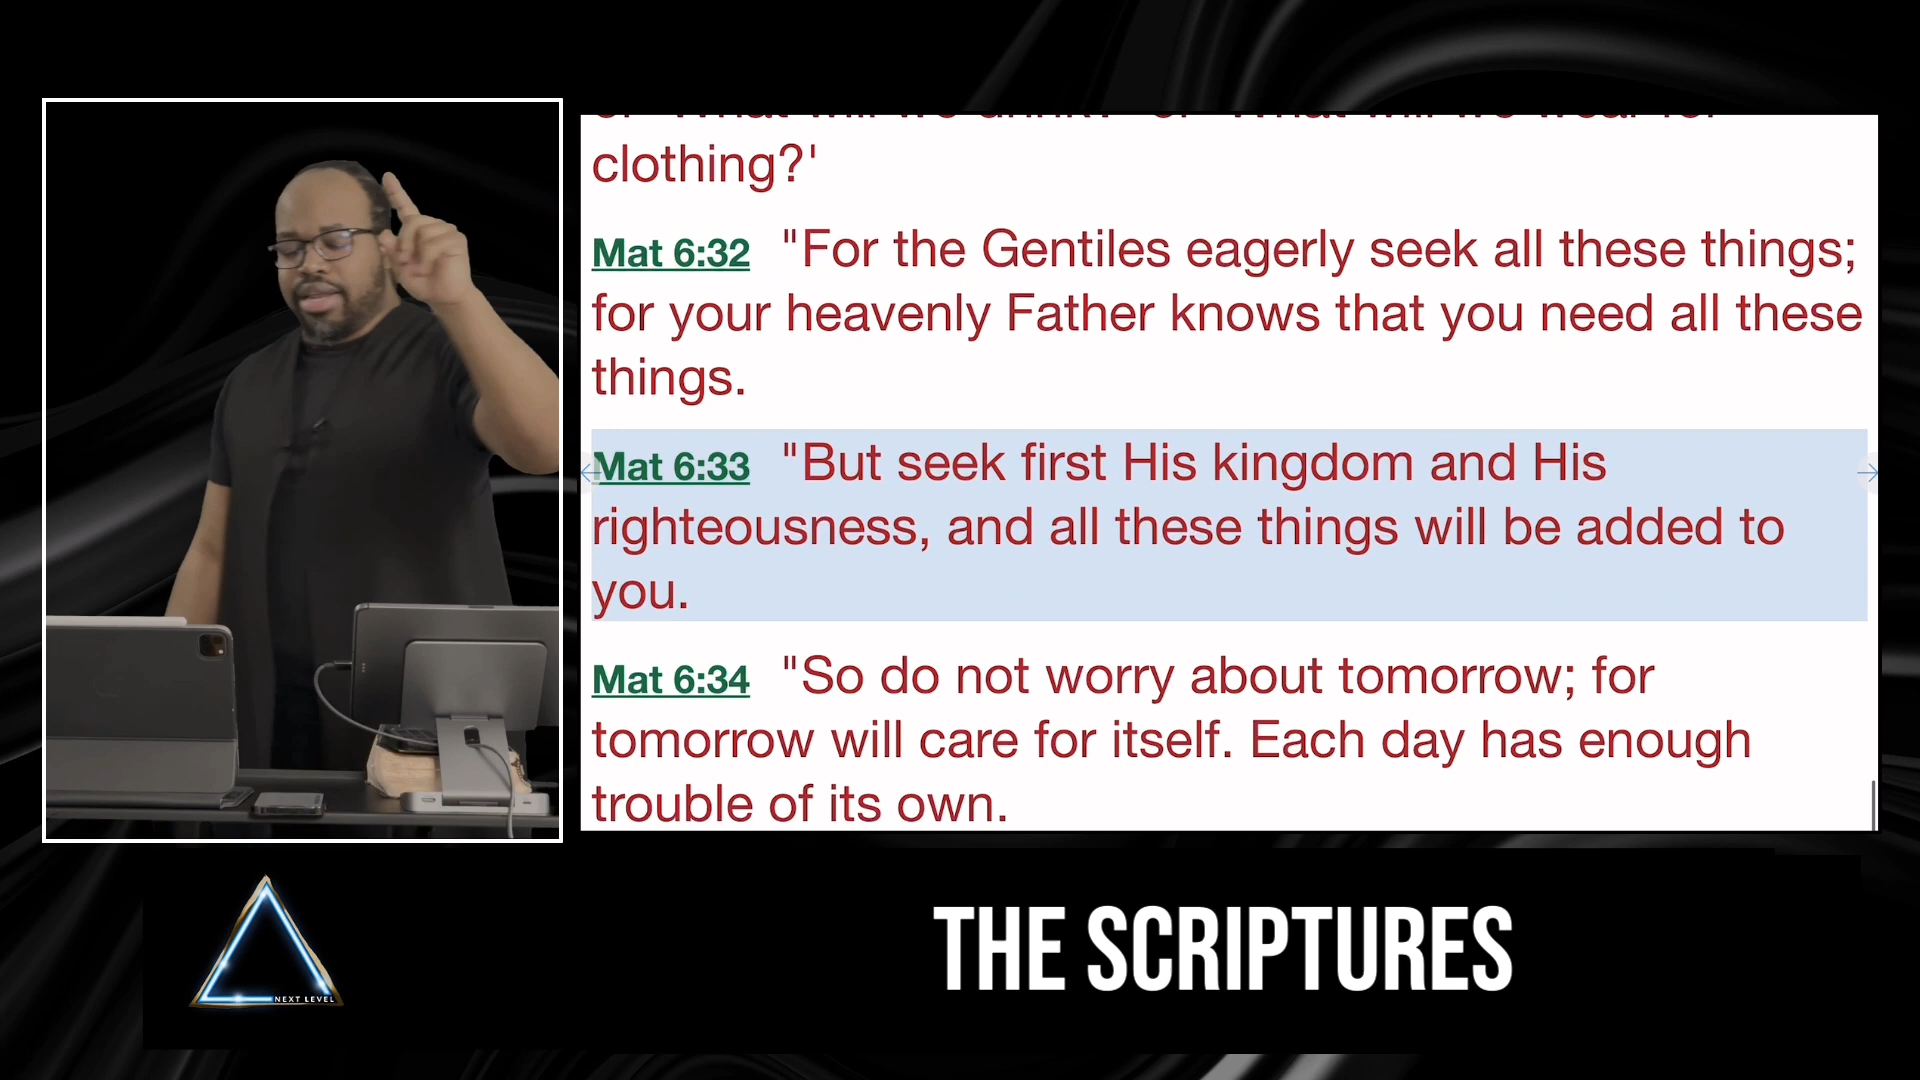 clothing?'
Mat 6:32 "For the Gentiles eagerly seek all these things;
for your heavenly Father knows that you need all these
things.
Mat 6:33 "But seek first His kingdom and His
righteousness, and all these things will be added to
you.
Mat 6:34 "So do not worry about tomorrow; for
tomorrow will care for itself. Each day has enough
trouble of its own.
NEXT LEVEL
THE SCRIPTURES